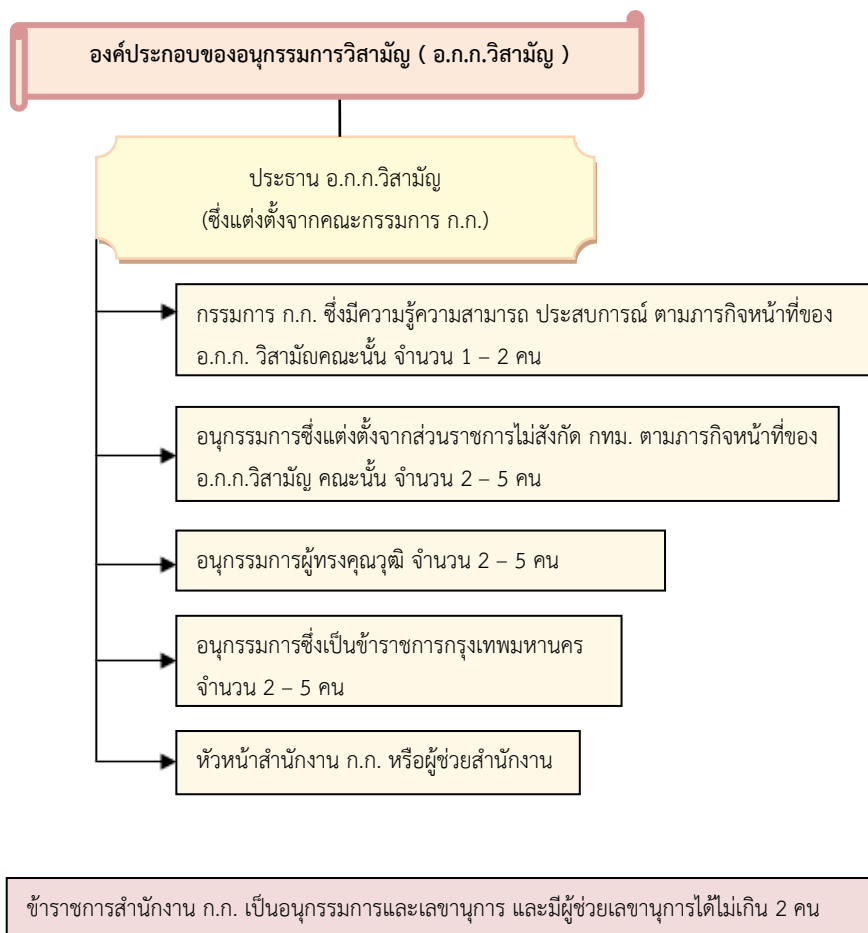 องค์ประกอบของอนุกรรมการวิสามัญ ( อ.ก.ก.วิสามัญ )
ประธาน อ.ก.ก.วิสามัญ
(ซึ่งแต่งตั้งจากคณะกรรมการ ก.ก.)
กรรมการ ก.ก. ซึ่งมีความรู้ความสามารถ ประสบการณ์ ตามภารกิจหน้าที่ของ
อ.ก.ก. วิสามัญคณะนั้น จำนวน 1 – 2 คน
อนุกรรมการซึ่งแต่งตั้งจากส่วนราชการไม่สังกัด กทม. ตามภารกิจหน้าที่ของ
อ.ก.ก.วิสามัญ คณะนั้น จำนวน 2 – 5 คน
อนุกรรมการผู้ทรงคุณวุฒิ จำนวน 2 – 5 คน
อนุกรรมการซึ่งเป็นข้าราชการกรุงเทพมหานคร
จำนวน 2 – 5 คน
หัวหน้าสำนักงาน ก.ก. หรือผู้ช่วยสำนักงาน
ข้าราชการสำนักงาน ก.ก. เป็นอนุกรรมการและเลขานุการ และมีผู้ช่วยเลขานุการได้ไม่เกิน 2 คน